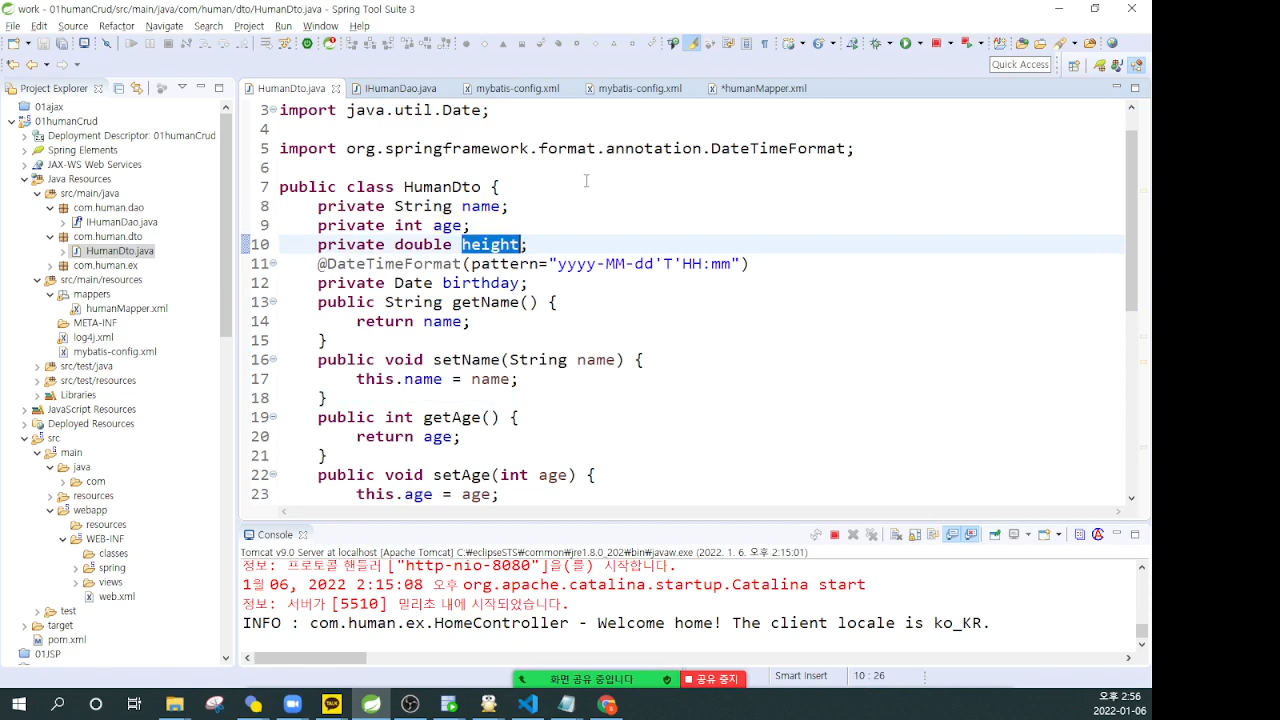 work - 01humanCrud/src/main/java/com/human/dto/HumanDto.java - Spring Tool Suite 3
File Edit Source Refactor Navigate Search Project Run Window Help
Quick Access
Project Explorer
01ajax
01humanCrud
Deployment Descriptor: 01humanCrud
Spring Elements
JAX-WS Web Services
Java Resources
src/main/java
com.human.dao
IHumanDao.java
com.human.dto
HumanDto.java
com.human.ex
src/main/resources
mappers
humanMapper.xml
META-INF
log4j.xml
mybatis-config.xml
src/test/java
src/test/resources
Libraries
JavaScript Resources
Deployed Resources
src
main
java
com
resources
webapp
resources
WEB-INF
classes
spring
views
web.xml
test
target
pom.xml
01JSP
HumanDto.java IHumanDao.java mybatis-config.xml mybatis-config.xml *humanMapper.xml
3 import java.util.Date;
4
5 import org.springframework.format.annotation.DateTimeFormat;
6
7 public class HumanDto {
8 private String name;
9 private int age;
10 private double height;
11 @DateTimeFormat(pattern="yyyy-MM-dd'T'HH:mm")
12 private Date birthday;
13 public String getName() {
14 return name;
15 }
16 public void setName(String name) {
17 this.name = name;
18 }
19 public int getAge() {
20 return age;
21 }
22 public void setAge(int age) {
23 this.age = age;
Console
Tomcat v9.0 Server at localhost [Apache Tomcat] C:₩eclipseSTS₩common₩jre1.8.0_202₩bin₩javaw.exe (2022. 1. 6. 오후 2:15:01)
정보: 프로토콜 핸들러 ["http-nio-8080"]을(를) 시작합니다.
1월 06, 2022 2:15:08 오후 org.apache.catalina.startup.Catalina start
정보: 서버가 [5510] 밀리초 내에 시작되었습니다.
INFO : com.human.ex.HomeController - Welcome home! The client locale is ko_KR.
화면 공유 중입니다 공유 중지
Smart Insert 10 : 26
TALK
오후 2:56
2022-01-06